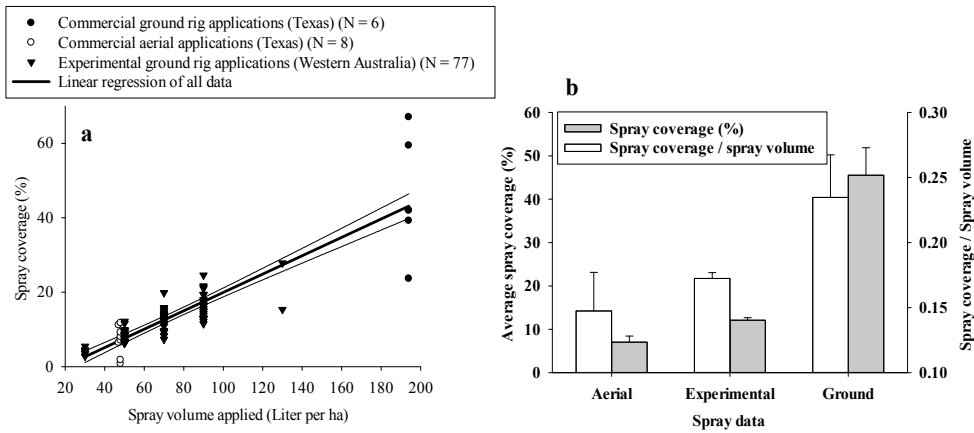 Commercial ground rig applications (Texas) (N = 6)
Commercial aerial applications (Texas) (N = 8)
Experimental ground rig applications (Western Australia) (N = 77)
Linear regression of all data
a
60
40
20
0
Spray coverage (%)
20 40 60 80 100 120 140 160 180 200
Spray volume applied (Liter per ha)
b
Spray coverage (%)
Spray coverage / spray volume
60
50
40
30
20
10
0
Average spray coverage (%)
0.30
0.25
0.20
0.15
0.10
Spray coverage / Spray volume
Aerial Experimental Ground
Spray data